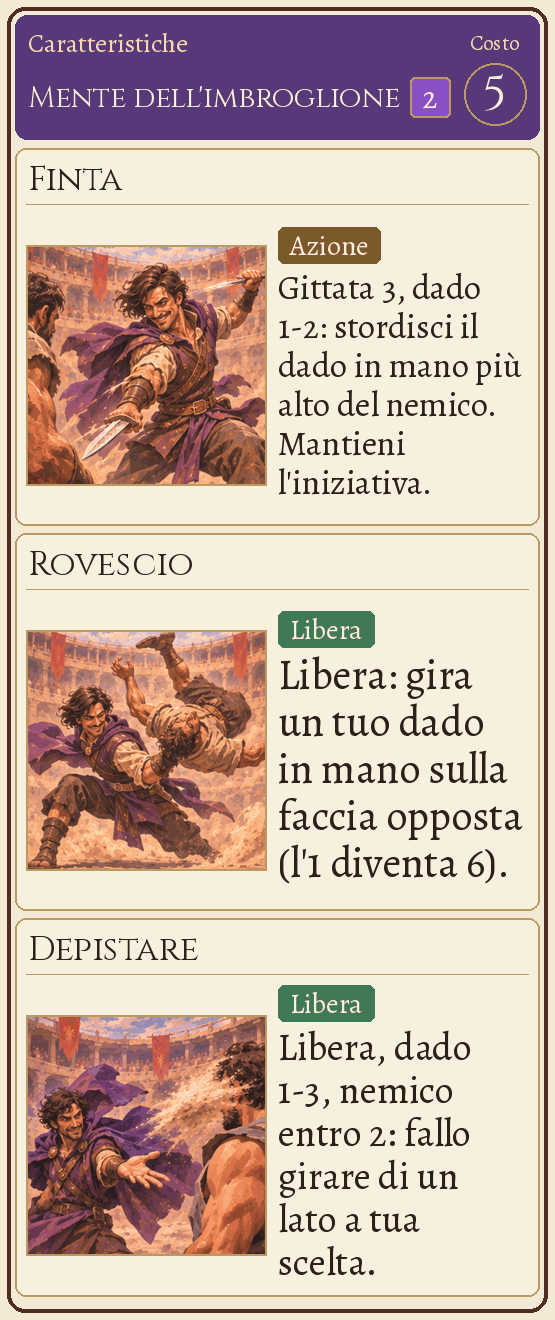 Caratteristiche
Costo
Mente dell'imbroglione 2 5
Finta
Azione
Gittata 3, dado
1-2: stordisci il
dado in mano più
alto del nemico.
Mantieni
l'iniziativa.
Rovescio
Libera
Libera: gira
un tuo dado
in mano sulla
faccia opposta
(l'1 diventa 6).
Depistare
Libera
Libera, dado
1-3, nemico
entro 2: fallo
girare di un
lato a tua
scelta.